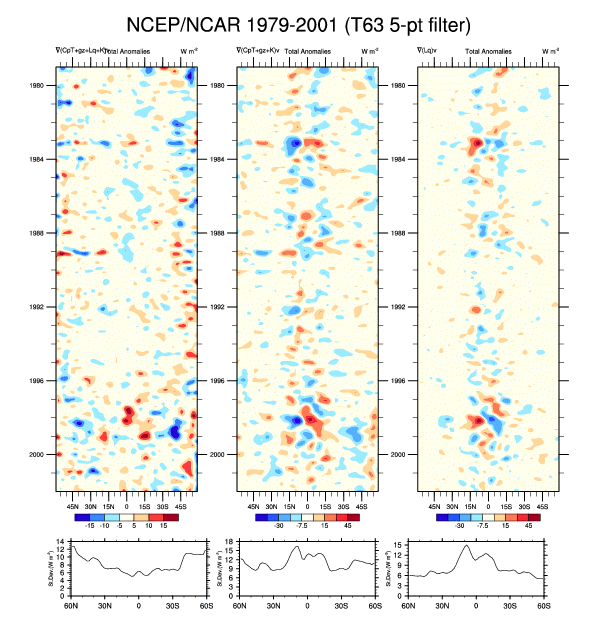 NCEP/NCAR 1979-2001 (T63 5-pt filter)
∇(CpT+gz+Lq+K)v Total Anomalies W m-2
∇(CpT+gz+K)v Total Anomalies W m-2
∇(Lq)v Total Anomalies W m-2
1980 1980 1980
1984 1984 1984
1988 1988 1988
1992 1992 1992
1996 1996 1996
2000 2000 2000
45N 30N 15N 0 15S 30S 45S
45N 30N 15N 0 15S 30S 45S
45N 30N 15N 0 15S 30S 45S
-15 -10 -5 5 10 15
-30 -7.5 15 45
-30 -7.5 15 45
St.Dev. (W m-2)
14
12
10
8
6
4
2
0
60N 30N 0 30S 60S
St.Dev. (W m-2)
18
15
12
9
6
3
0
60N 30N 0 30S 60S
St.Dev. (W m-2)
15
12
9
6
3
0
60N 30N 0 30S 60S